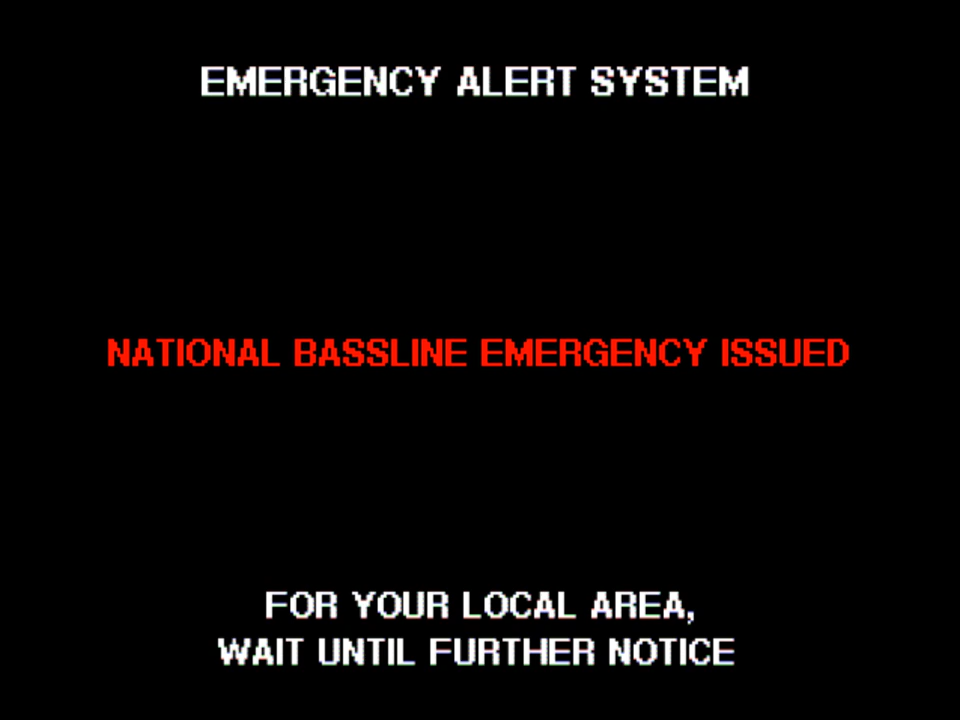 EMERGENCY ALERT SYSTEM
NATIONAL BASSLINE EMERGENCY ISSUED
FOR YOUR LOCAL AREA,
WAIT UNTIL FURTHER NOTICE